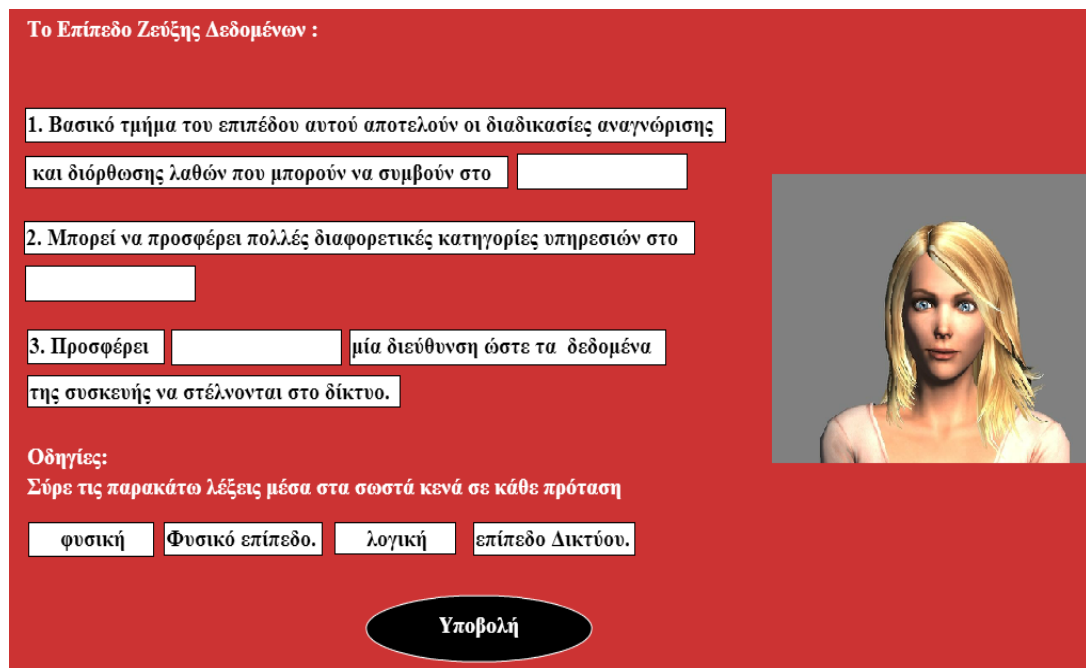 Το Επίπεδο Ζεύξης Δεδομένων :
1. Βασικό τμήμα του επιπέδου αυτού αποτελούν οι διαδικασίες αναγνώρισης
και διόρθωσης λαθών που μπορούν να συμβούν στο
2. Μπορεί να προσφέρει πολλές διαφορετικές κατηγορίες υπηρεσιών στο
3. Προσφέρει μία διεύθυνση ώστε τα δεδομένα
της συσκευής να στέλνονται στο δίκτυο.
Οδηγίες:
Σύρε τις παρακάτω λέξεις μέσα στα σωστά κενά σε κάθε πρόταση
φυσική Φυσικό επίπεδο. λογική επίπεδο Δικτύου.
Υποβολή